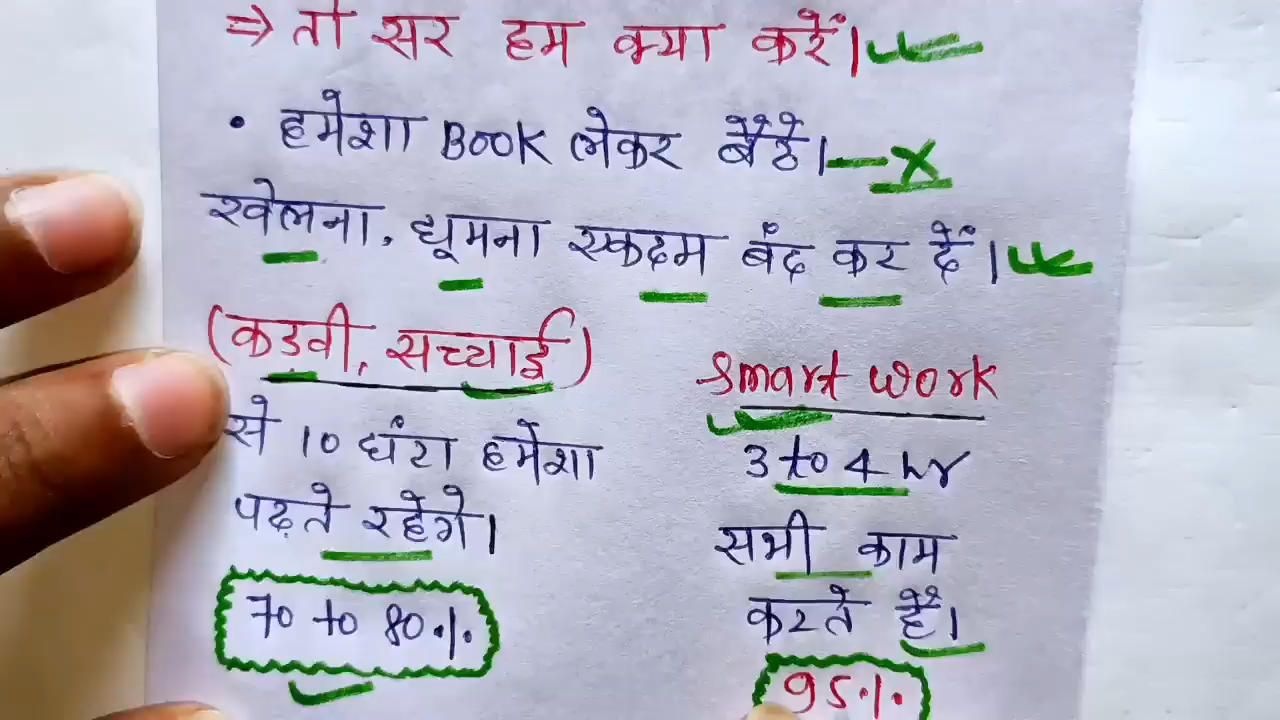 ⇒ तो सर हम क्या करें।
• हमेशा Book लेकर बैठे।— X
खेलना, घूमना एकदम बंद कर दें।
(कड़वी, सच्चाई)
से 10 घंटा हमेशा
पढ़ते रहेंगे।
70 to 80%
Smart work
3 to 4 hr
सभी काम
करते हैं।
95%